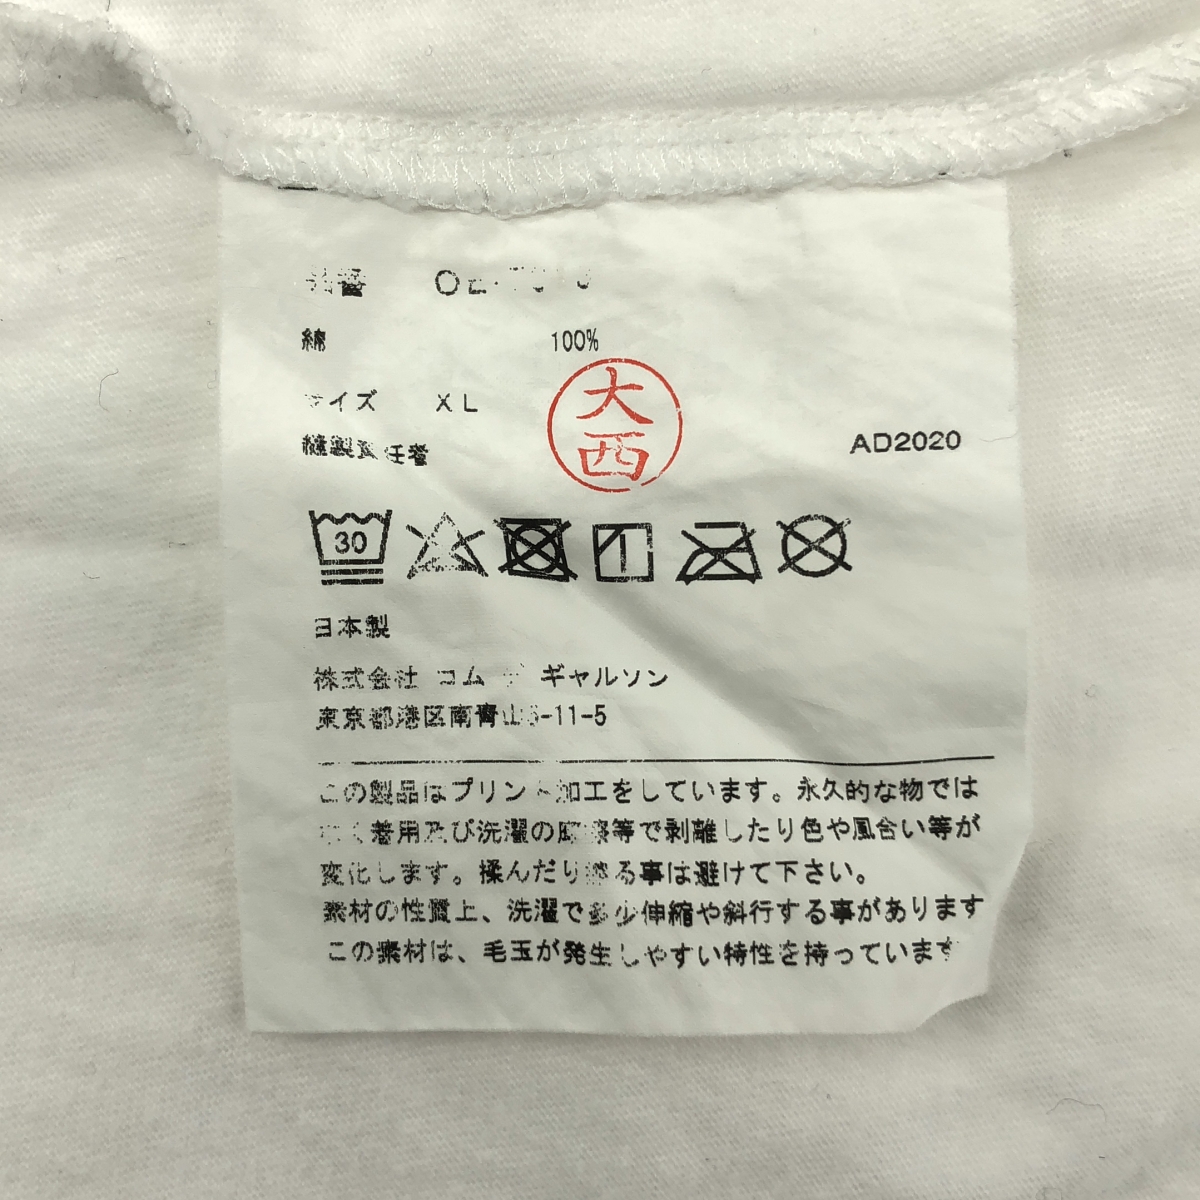 品番
綿 100%
サイズ XL
大西
縫製責任者 AD2020
30
日本製
株式会社 コム デ ギャルソン
東京都港区南青山5-11-5
この製品はプリント加工をしています。永久的な物では
なく着用及び洗濯の摩擦等で剥離したり色や風合い等が
変化します。揉んだり擦る事は避けて下さい。
素材の性質上、洗濯で多少伸縮や斜行する事があります
この素材は、毛玉が発生しやすい特性を持っています